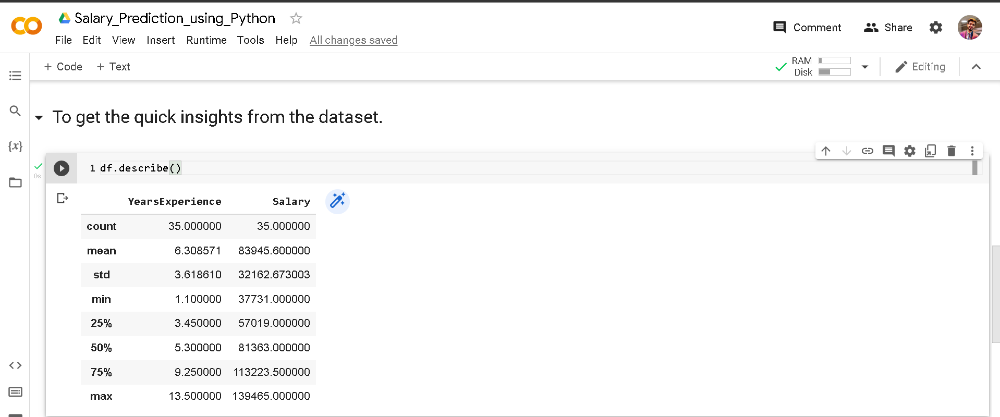 Salary_Prediction_using_Python
File Edit View Insert Runtime Tools Help All changes saved
Comment Share
+ Code + Text
RAM
Disk
Editing
To get the quick insights from the dataset.
{x}
0s
1 df.describe()
YearsExperience Salary
count 35.000000 35.000000
mean 6.308571 83945.600000
std 3.618610 32162.673003
min 1.100000 37731.000000
25% 3.450000 57019.000000
50% 5.300000 81363.000000
75% 9.250000 113223.500000
max 13.500000 139465.000000